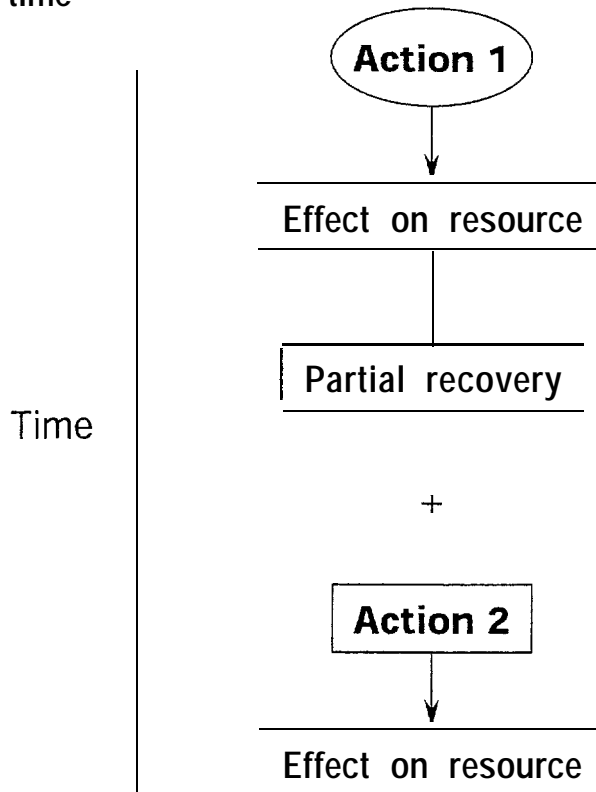 time
Action 1
Effect on resource
Partial recovery
Time
+
Action 2
Effect on resource